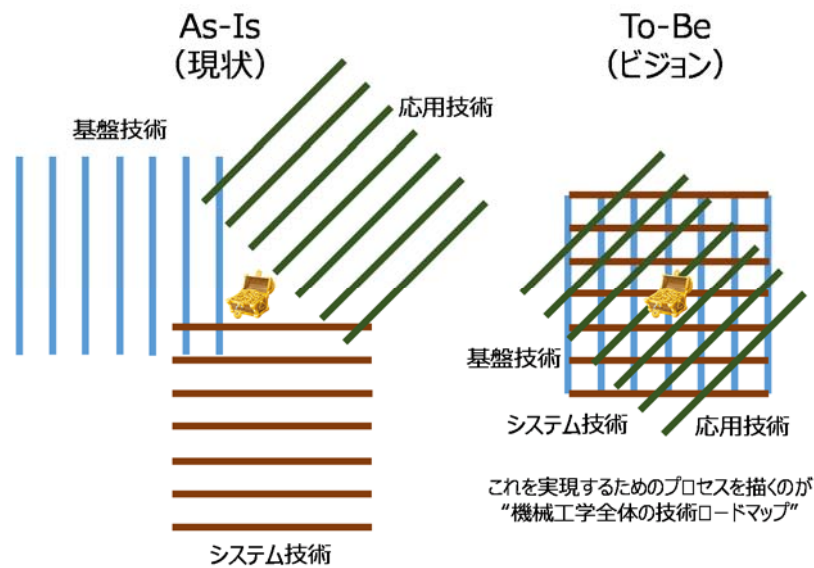 As-Is
（現状）
基盤技術
応用技術
システム技術
To-Be
（ビジョン）
基盤技術
システム技術
応用技術
これを実現するためのプロセスを描くのが
“機械工学全体の技術ロードマップ”